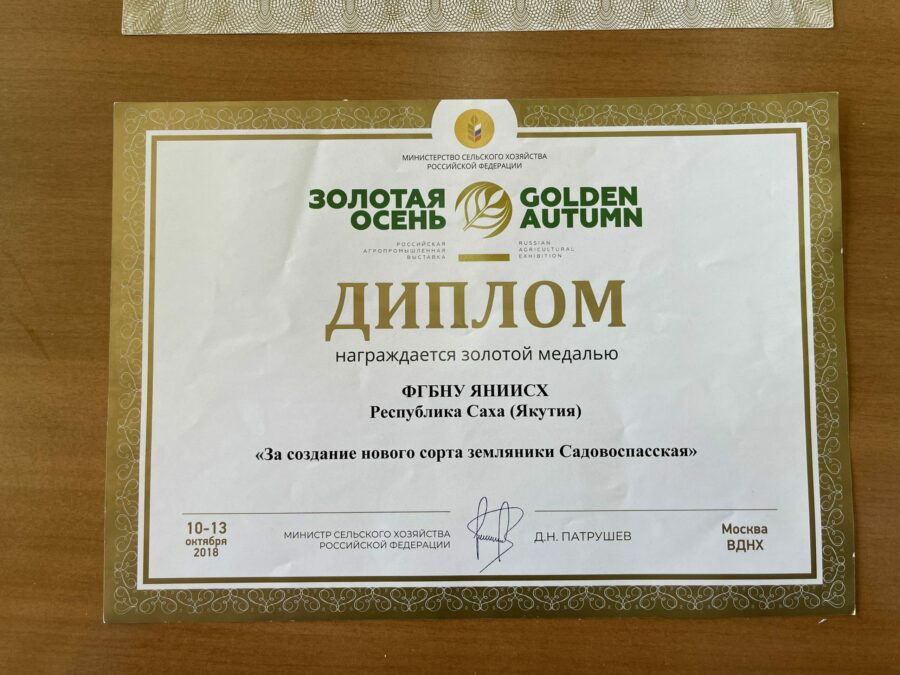 МИНИСТЕРСТВО СЕЛЬСКОГО ХОЗЯЙСТВА
РОССИЙСКОЙ ФЕДЕРАЦИИ
ЗОЛОТАЯ
ОСЕНЬ
РОССИЙСКАЯ
АГРОПРОМЫШЛЕННАЯ
ВЫСТАВКА
GOLDEN
AUTUMN
RUSSIAN
AGRICULTURAL
EXHIBITION
ДИПЛОМ
награждается золотой медалью
ФГБНУ ЯНИИСХ
Республика Саха (Якутия)
«За создание нового сорта земляники Садовоспасская»
10-13
октября
2018
МИНИСТР СЕЛЬСКОГО ХОЗЯЙСТВА
РОССИЙСКОЙ ФЕДЕРАЦИИ
Д.Н. ПАТРУШЕВ
Москва
ВДНХ